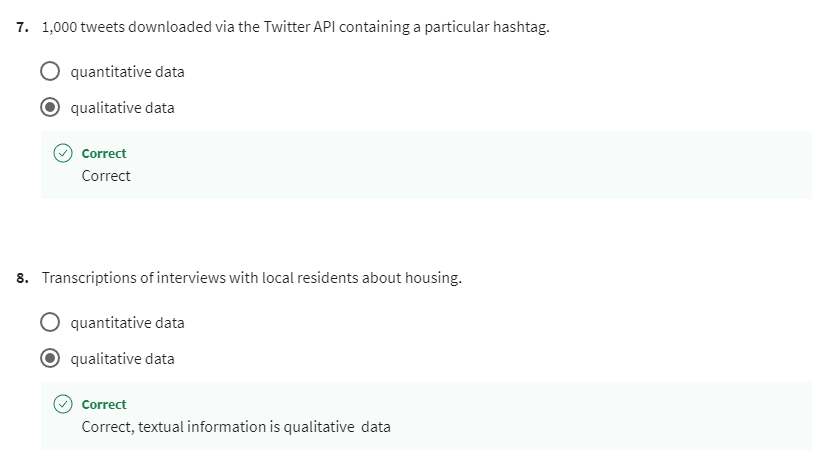 7. 1,000 tweets downloaded via the Twitter API containing a particular hashtag.
quantitative data
qualitative data
Correct
Correct
8. Transcriptions of interviews with local residents about housing.
quantitative data
qualitative data
Correct
Correct, textual information is qualitative data